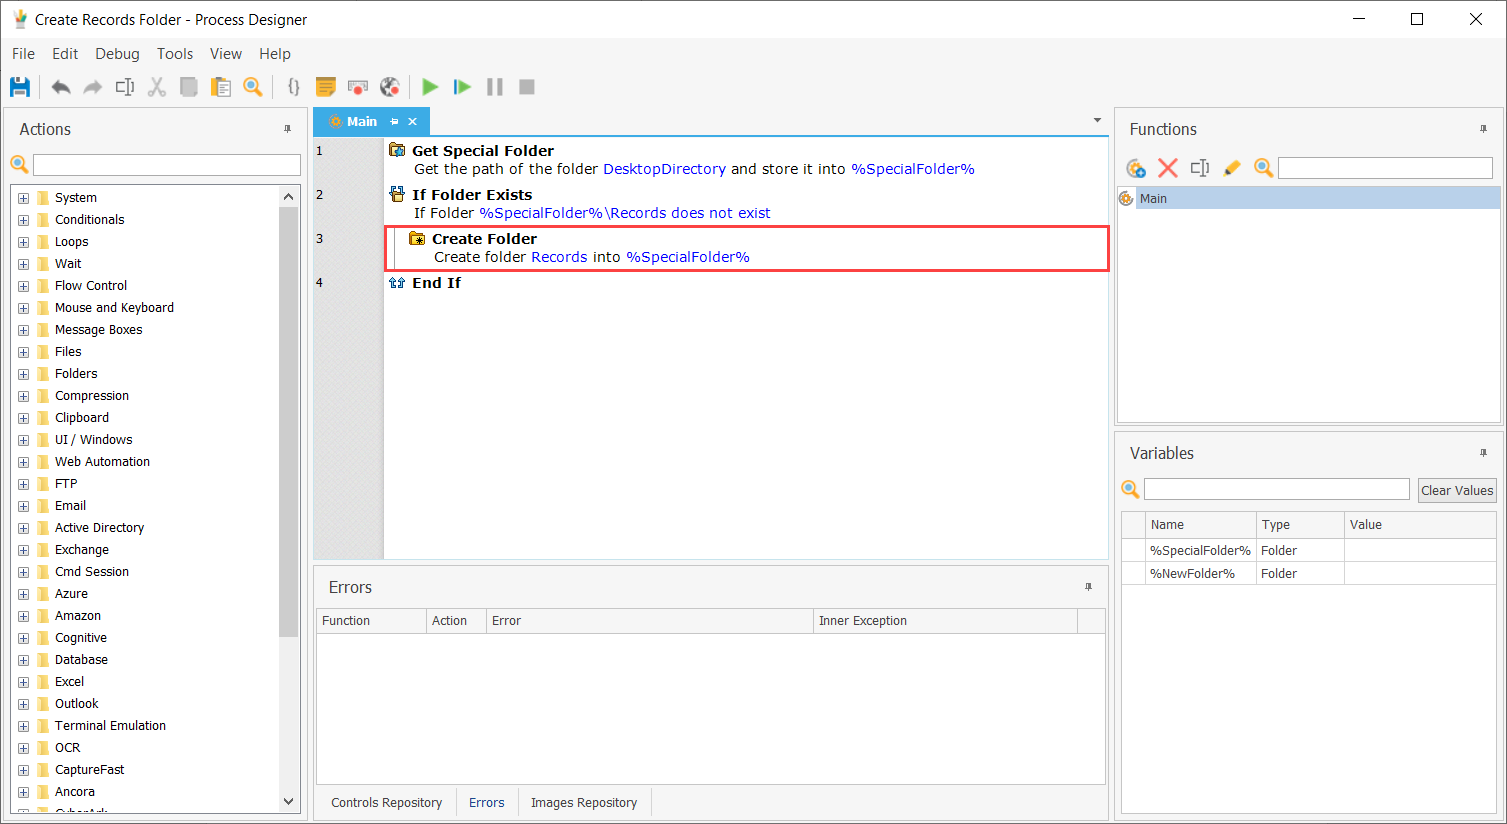 Create Records Folder - Process Designer
File Edit Debug Tools View Help
Actions
System
Conditionals
Loops
Wait
Flow Control
Mouse and Keyboard
Message Boxes
Files
Folders
Compression
Clipboard
UI / Windows
Web Automation
FTP
Email
Active Directory
Exchange
Cmd Session
Azure
Amazon
Cognitive
Database
Excel
Outlook
Terminal Emulation
OCR
CaptureFast
Ancora
Main
1 Get Special Folder
Get the path of the folder DesktopDirectory and store it into %SpecialFolder%
2 If Folder Exists
If Folder %SpecialFolder%\Records does not exist
3 Create Folder
Create folder Records into %SpecialFolder%
4 End If
Errors
Function Action Error Inner Exception
Controls Repository Errors Images Repository
Functions
Main
Variables
Clear Values
Name Type Value
%SpecialFolder% Folder
%NewFolder% Folder